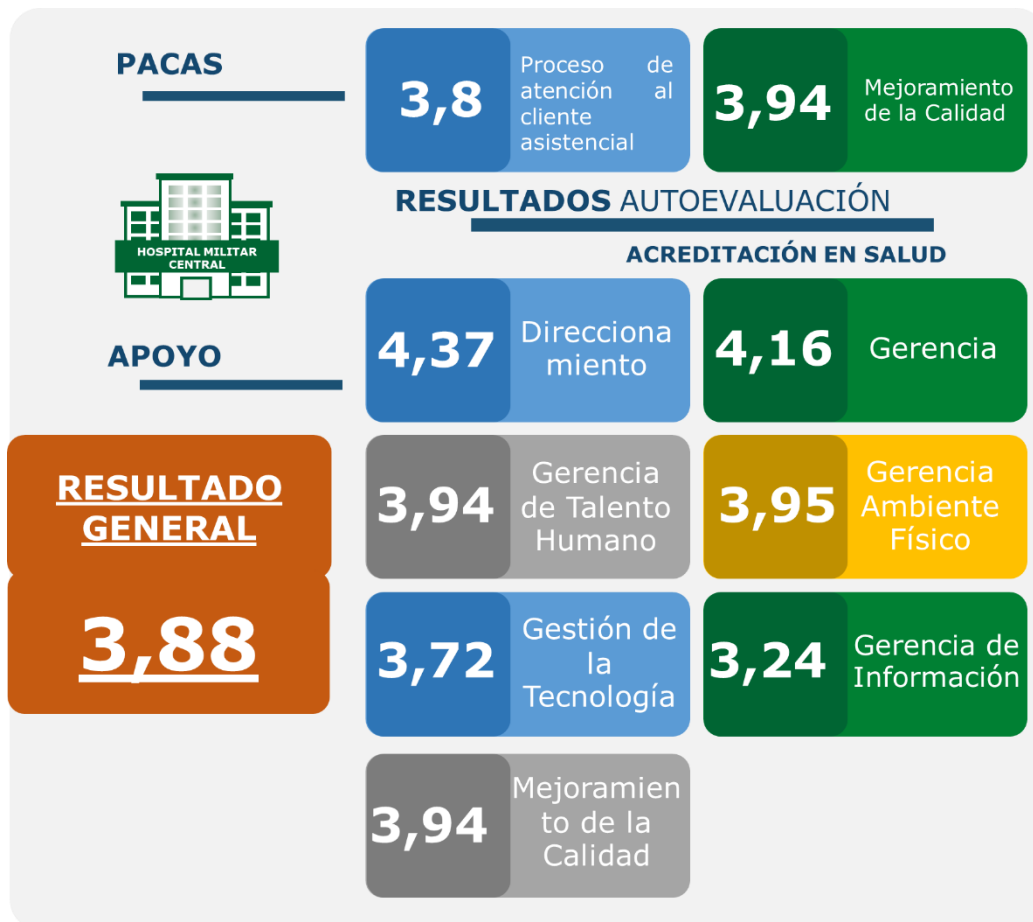 PACAS
3,8
Proceso de
atención al
cliente
asistencial
3,94
Mejoramiento
de la Calidad
RESULTADOS AUTOEVALUACIÓN
ACREDITACIÓN EN SALUD
HOSPITAL MILITAR
CENTRAL
APOYO
4,37
Direcciona
miento
4,16
Gerencia
RESULTADO
GENERAL
3,88
3,94
Gerencia
de Talento
Humano
3,95
Gerencia
Ambiente
Físico
3,72
Gestión de
la
Tecnología
3,24
Gerencia de
Información
3,94
Mejoramien
to de la
Calidad